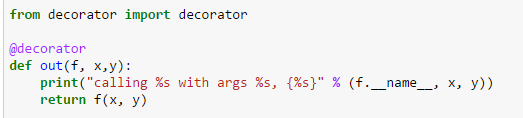 from decorator import decorator
@decorator
def out(f, x,y):
    print("calling %s with args %s, {%s}" % (f.__name__, x, y))
    return f(x, y)